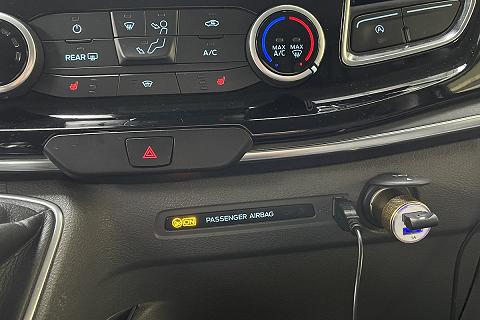 REAR
A/C
MAX
A/C
MAX
ON
PASSENGER AIRBAG